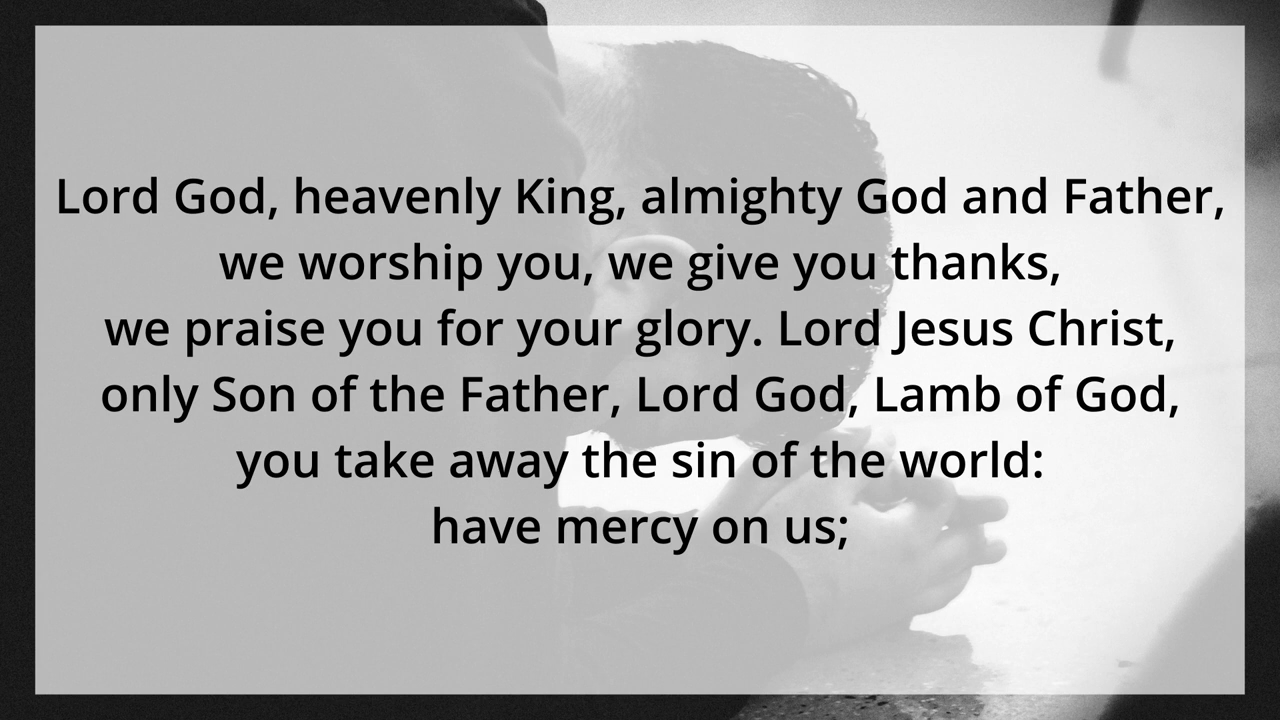 Lord God, heavenly King, almighty God and Father,
we worship you, we give you thanks,
we praise you for your glory. Lord Jesus Christ,
only Son of the Father, Lord God, Lamb of God,
you take away the sin of the world:
have mercy on us;